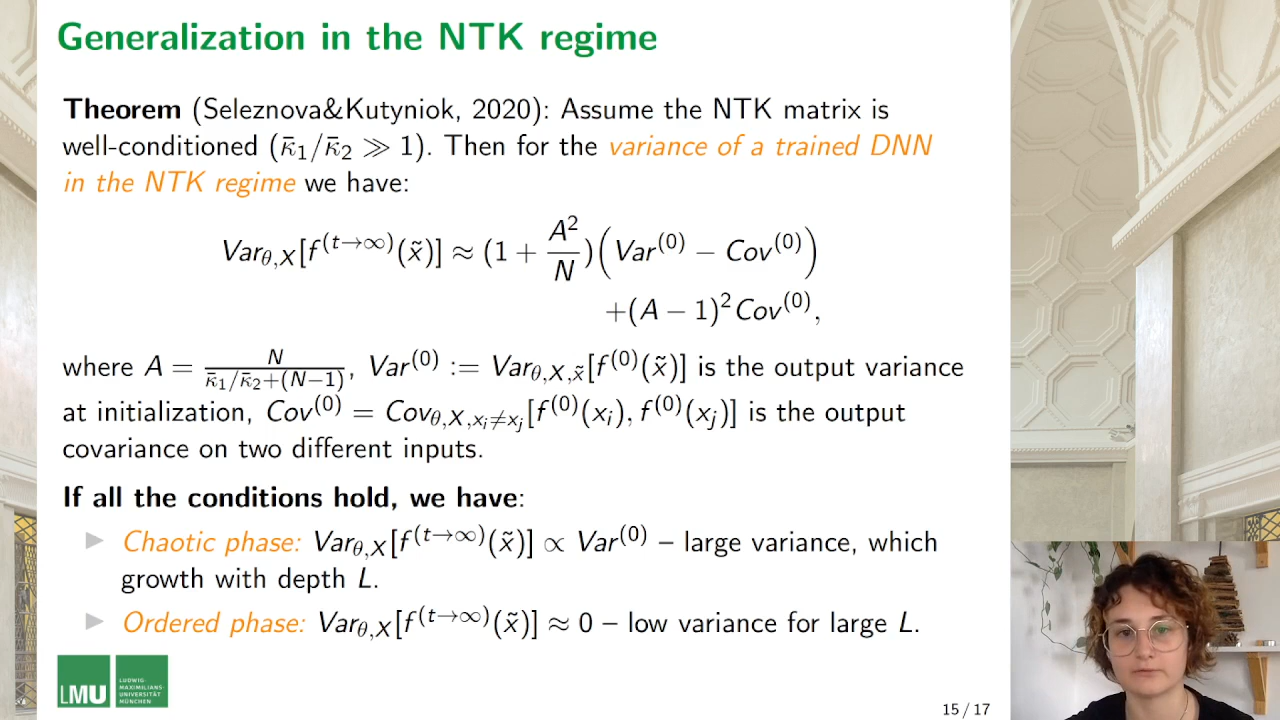 Generalization in the NTK regime
Theorem (Seleznova&Kutyniok, 2020): Assume the NTK matrix is
well-conditioned (κ̄₁/κ̄₂ ≫ 1). Then for the variance of a trained DNN
in the NTK regime we have:
Var_{θ,X}[f^{(t→∞)}(x̃)] ≈ (1 + A²/N)(Var^{(0)} − Cov^{(0)})
+(A − 1)²Cov^{(0)},
where A = N/(κ̄₁/κ̄₂+(N−1)), Var^{(0)} := Var_{θ,X,x̃}[f^{(0)}(x̃)] is the output variance
at initialization, Cov^{(0)} = Cov_{θ,X,x_i≠x_j}[f^{(0)}(x_i), f^{(0)}(x_j)] is the output
covariance on two different inputs.
If all the conditions hold, we have:
Chaotic phase: Var_{θ,X}[f^{(t→∞)}(x̃)] ∝ Var^{(0)} – large variance, which
growth with depth L.
Ordered phase: Var_{θ,X}[f^{(t→∞)}(x̃)] ≈ 0 – low variance for large L.
LMU
LUDWIG-
MAXIMILIANS-
UNIVERSITÄT
MÜNCHEN
15 / 17